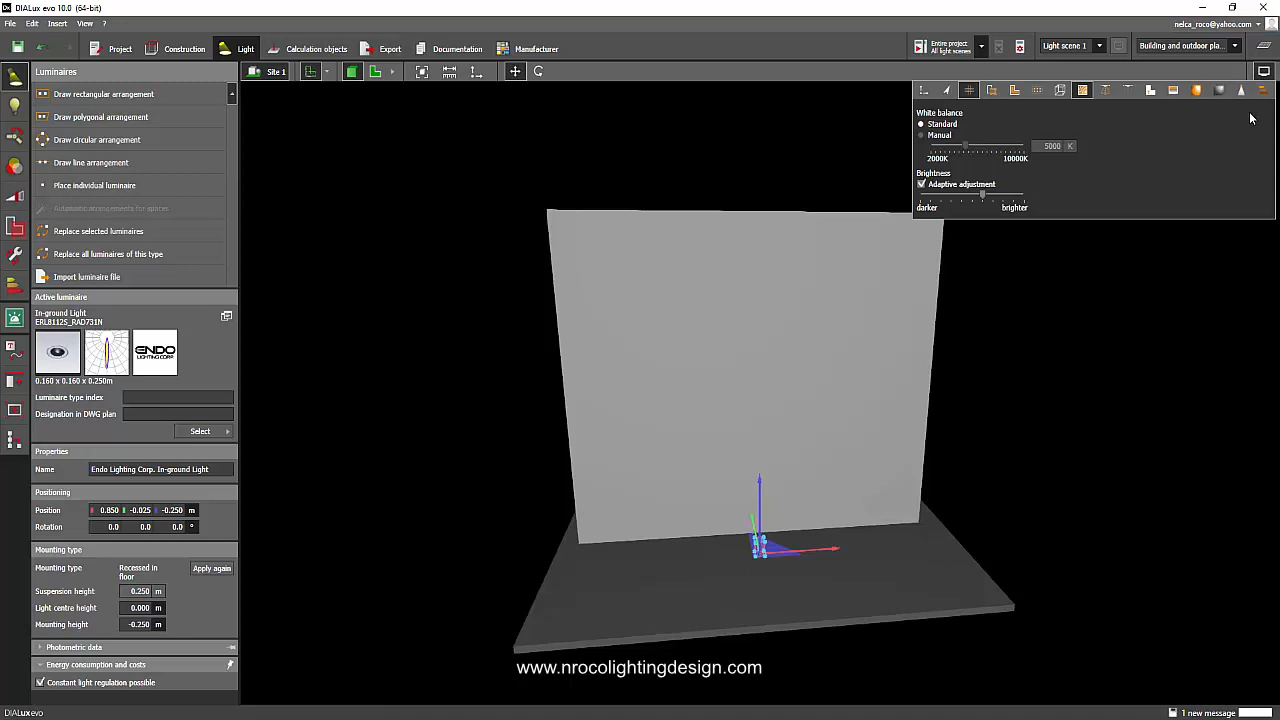 DIALux evo 10.0 (64-bit)
File Edit Insert View ?
nelca_roco@yahoo.com
Project Construction Light Calculation objects Export Documentation Manufacturer
Entire project
All light scenes
Light scene 1
Building and outdoor pla...
Luminaires
Site 1
Draw rectangular arrangement
Draw polygonal arrangement
Draw circular arrangement
Draw line arrangement
Place individual luminaire
Automatic arrangements for spaces
Replace selected luminaires
Replace all luminaires of this type
Import luminaire file
White balance
Standard
Manual
5000 K
2000K 10000K
Brightness
Adaptive adjustment
darker brighter
Active luminaire
In-ground Light
ERL8112S_RAD731N
ENDO
LIGHTING CORP.
0.160 x 0.160 x 0.250m
Luminaire type index
Designation in DWG plan
Select
Properties
Name Endo Lighting Corp. In-ground Light
Positioning
Position 0.850 -0.025 -0.250 m
Rotation 0.0 0.0 0.0 °
Mounting type
Mounting type Recessed in floor Apply again
Suspension height 0.250 m
Light centre height 0.000 m
Mounting height -0.250 m
Photometric data
Energy consumption and costs
Constant light regulation possible
www.nrocolightingdesign.com
DIALux evo
1 new message